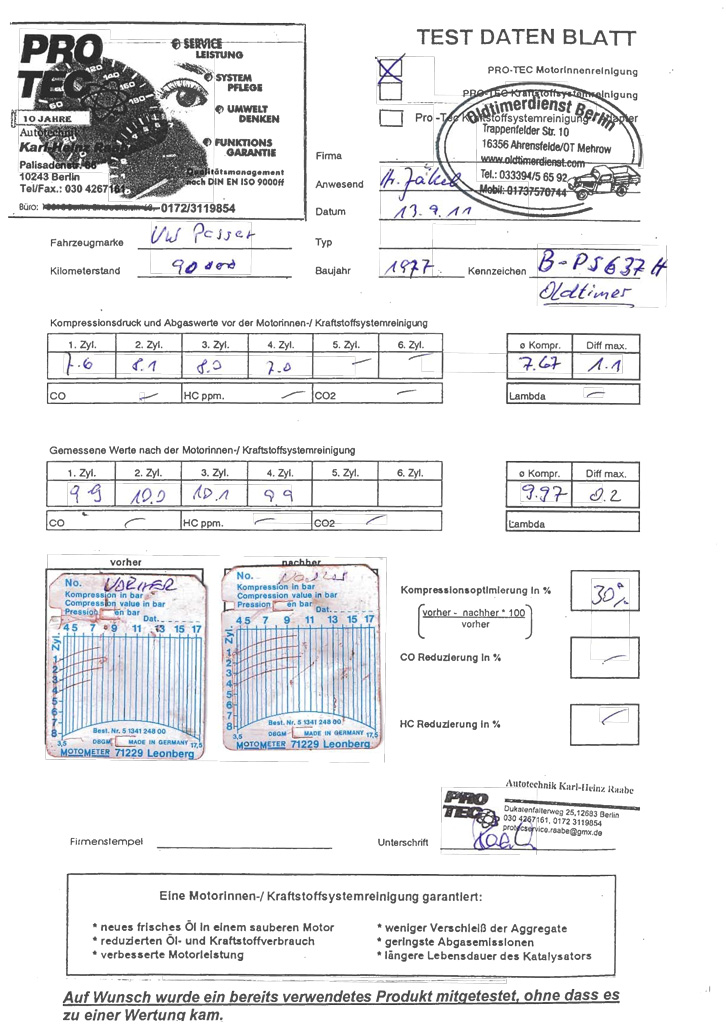 PRO TEC
SERVICE LEISTUNG
SYSTEM PFLEGE
UMWELT DENKEN
FUNKTIONS GARANTIE
Qualitätsmanagement nach DIN EN ISO 9000ff
10 JAHRE
Autotechnik
Karl-Heinz Raabe
Palisadenstr. 66
10243 Berlin
Tel/Fax.: 030 4267161
Büro: 0172/3119854
TEST DATEN BLATT
PRO-TEC Motorinnenreinigung
PRO-TEC Kraftstoffsystemreinigung
Pro-Tec Kraftstoffsystemreinigung Adapter
Oldtimerdienst Berlin
Trappenfelder Str. 10
16356 Ahrensfelde/OT Mehrow
www.oldtimerdienst.com
Tel.: 033394/5 65 92
Mobil: 01737570744
Firma
Anwesend H. Jäkel
Datum 13.9.11
Fahrzeugmarke VW Passat Typ
Kilometerstand 90 000 Baujahr 1977 Kennzeichen B-PS 637 H
Oldtimer
Kompressionsdruck und Abgaswerte vor der Motorinnen-/ Kraftstoffsystemreinigung
1. Zyl. 2. Zyl. 3. Zyl. 4. Zyl. 5. Zyl. 6. Zyl. ø Kompr. Diff max.
7.6 8.1 8.0 7.0 — — 7.67 1.1
CO — HC ppm. — CO2 — Lambda —
Gemessene Werte nach der Motorinnen-/ Kraftstoffsystemreinigung
1. Zyl. 2. Zyl. 3. Zyl. 4. Zyl. 5. Zyl. 6. Zyl. ø Kompr. Diff max.
9.9 10.0 10.1 9.9 9.97 0.2
CO — HC ppm. — CO2 — Lambda
vorher
No. VORHER
Kompression in bar
Compression value in bar
Pression en bar
Dat.
4 5 7 9 11 13 15 17
Zyl.
1
2
3
4
5
6
7
8
Best. Nr. 5 1341 248 00
3,5 DBGM MADE IN GERMANY 17,5
MOTOMETER 71229 Leonberg
nachher
No.
Kompression in bar
Compression value in bar
Pression en bar
Dat.
4 5 7 9 11 13 15 17
Zyl.
1
2
3
4
5
6
7
8
Best. Nr. 5 1341 248 00
3,5 DBGM MADE IN GERMANY 17,5
MOTOMETER 71229 Leonberg
Kompressionsoptimierung in % 30%
vorher - nachher * 100
vorher
CO Reduzierung in % —
HC Reduzierung in % —
Autotechnik Karl-Heinz Raabe
PRO TEC
Dukatenfalterweg 25, 12683 Berlin
030 4267161, 0172 3119854
protecservice.raabe@gmx.de
Firmenstempel Unterschrift
Eine Motorinnen-/ Kraftstoffsystemreinigung garantiert:
* neues frisches Öl in einem sauberen Motor
* reduzierten Öl- und Kraftstoffverbrauch
* verbesserte Motorleistung
* weniger Verschleiß der Aggregate
* geringste Abgasemissionen
* längere Lebensdauer des Katalysators
Auf Wunsch wurde ein bereits verwendetes Produkt mitgetestet, ohne dass es
zu einer Wertung kam.